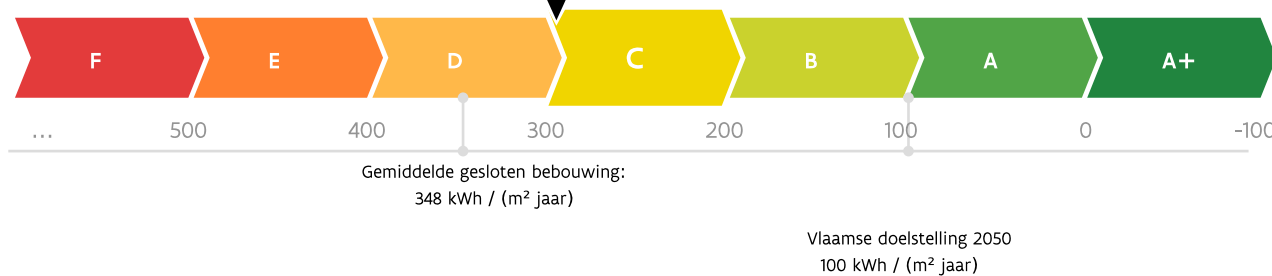 F E D C B A A+
... 500 400 300 200 100 0 -100
Gemiddelde gesloten bebouwing:
348 kWh / (m² jaar)
Vlaamse doelstelling 2050
100 kWh / (m² jaar)